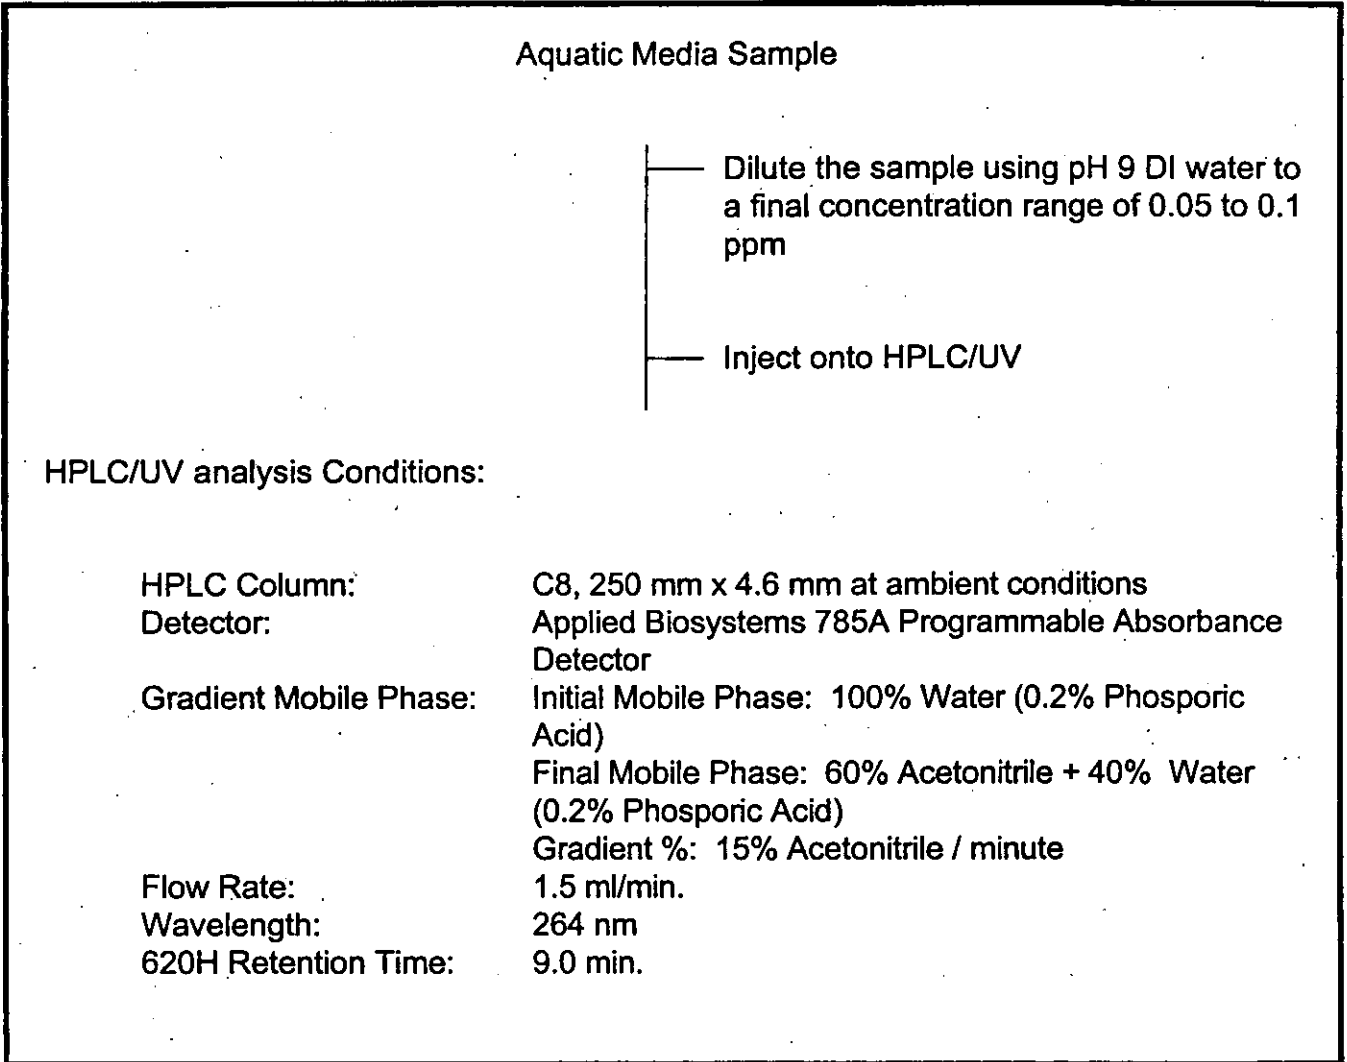 Aquatic Media Sample
Dilute the sample using pH 9 DI water to
a final concentration range of 0.05 to 0.1
ppm
Inject onto HPLC/UV
HPLC/UV analysis Conditions:
HPLC Column: C8, 250 mm x 4.6 mm at ambient conditions
Detector: Applied Biosystems 785A Programmable Absorbance
Detector
Gradient Mobile Phase: Initial Mobile Phase: 100% Water (0.2% Phosporic
Acid)
Final Mobile Phase: 60% Acetonitrile + 40% Water
(0.2% Phosporic Acid)
Gradient %: 15% Acetonitrile / minute
Flow Rate: 1.5 ml/min.
Wavelength: 264 nm
620H Retention Time: 9.0 min.